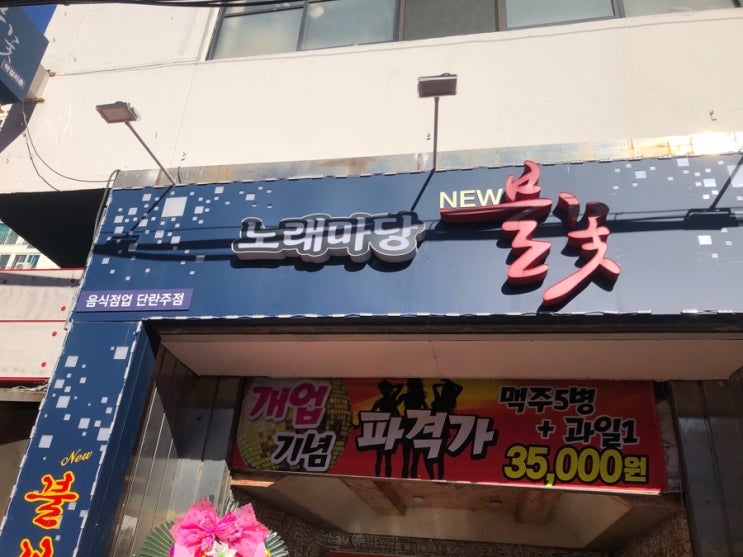 NEW
노래마당 불꽃
음식점업 단란주점
개업
기념
파격가
맥주5병
+ 과일1
35,000원
New
불